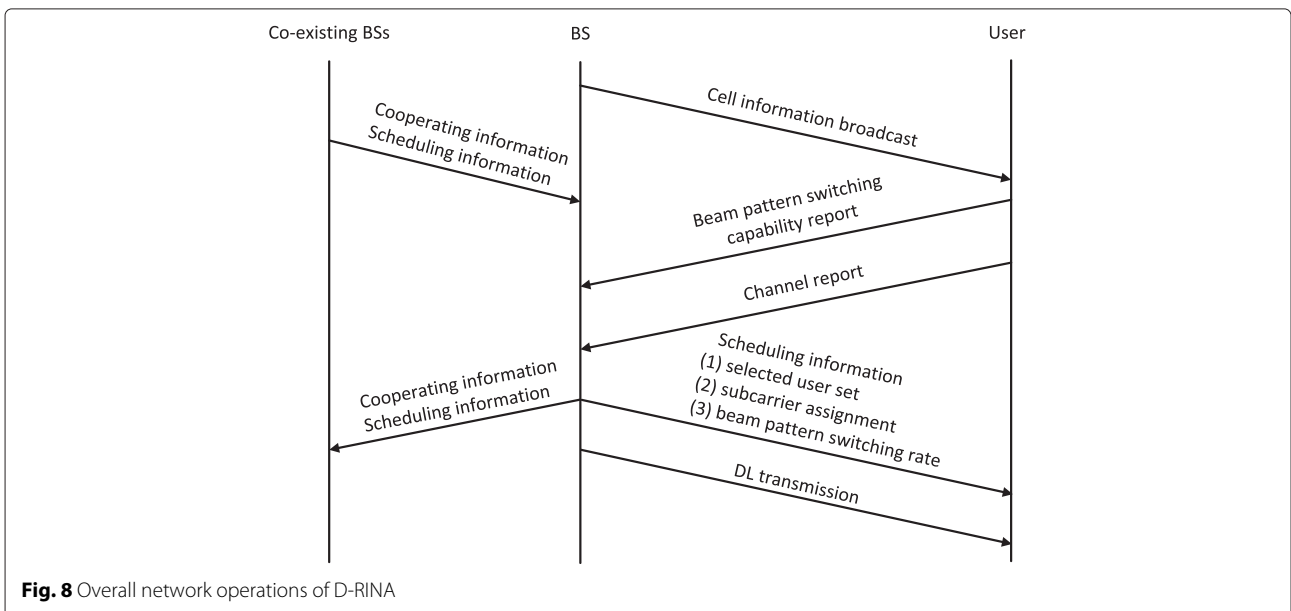 Co-existing BSs
BS
User
Cell information broadcast
Cooperating information
Scheduling information
Beam pattern switching
capability report
Channel report
Scheduling information
(1) selected user set
(2) subcarrier assignment
(3) beam pattern switching rate
Cooperating information
Scheduling information
DL transmission
Fig. 8 Overall network operations of D-RINA